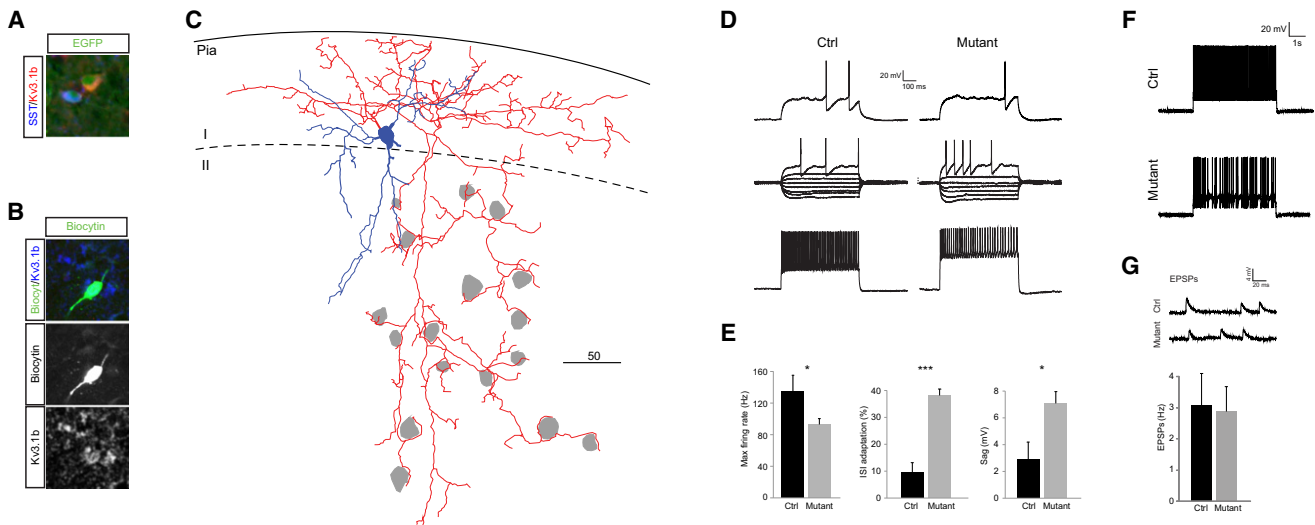 A
EGFP
SST/Kv3.1b
B
Biocytin
Biocyt/Kv3.1b
Biocytin
Kv3.1b
C
Pia
I
II
50
D
Ctrl
Mutant
20 mV
100 ms
E
*
Max firing rate (Hz)
160
120
80
40
0
Ctrl
Mutant
***
ISI adaptation (%)
40
30
20
10
0
Ctrl
Mutant
*
Sag (mV)
8
6
4
2
0
Ctrl
Mutant
F
20 mV
1s
Ctrl
Mutant
G
EPSPs
4 mV
20 ms
Ctrl
Mutant
EPSPs (Hz)
4
3
2
1
0
Ctrl
Mutant